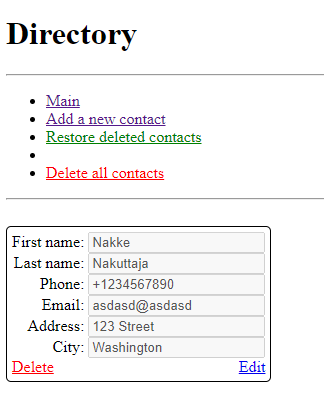 Directory
Main
Add a new contact
Restore deleted contacts
Delete all contacts
First name: Nakke
Last name: Nakuttaja
Phone: +1234567890
Email: asdasd@asdasd
Address: 123 Street
City: Washington
Delete Edit